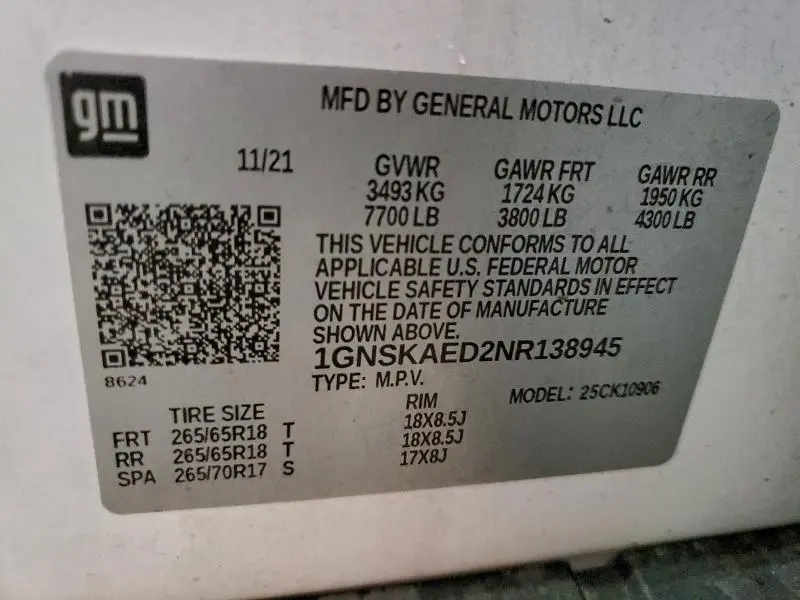 gm
MFD BY GENERAL MOTORS LLC
11/21 GVWR GAWR FRT GAWR RR
3493 KG 1724 KG 1950 KG
7700 LB 3800 LB 4300 LB
THIS VEHICLE CONFORMS TO ALL
APPLICABLE U.S. FEDERAL MOTOR
VEHICLE SAFETY STANDARDS IN EFFECT
ON THE DATE OF MANUFACTURE
SHOWN ABOVE.
1GNSKAED2NR138945
8624
TYPE: M.P.V. MODEL: 25CK10906
TIRE SIZE RIM
FRT 265/65R18 T 18X8.5J
RR 265/65R18 T 18X8.5J
SPA 265/70R17 S 17X8J